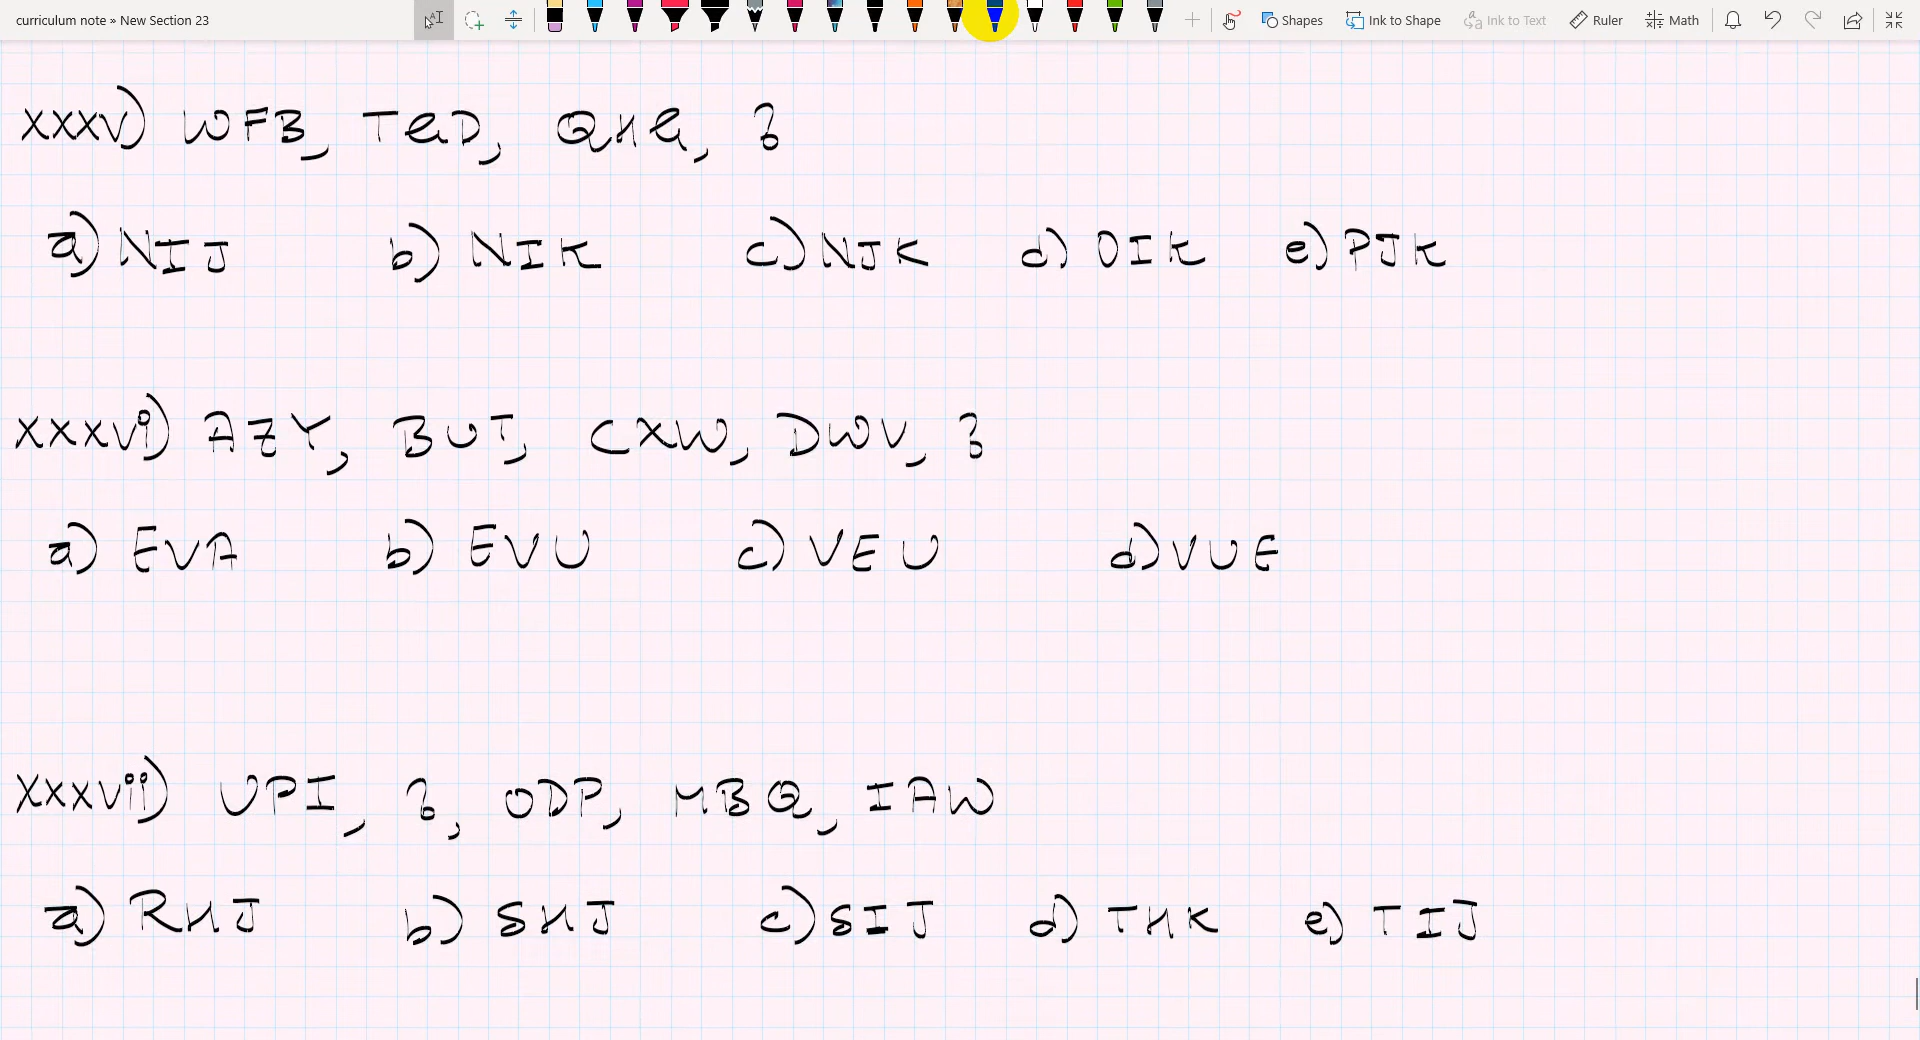 curriculum note » New Section 23 Shapes Ink to Shape Ink to Text Ruler Math
xxxv) WFB, TGD, QHG, ?
a) NIJ b) NIK c) NJK d) OIK e) PJK
xxxvi) AZY, BUT, CXW, DWV, ?
a) EVA b) EVU c) VEU d) VUE
xxxvii) UPI, ?, ODP, MBQ, IAW
a) RHJ b) SHJ c) SIJ d) THK e) TIJ